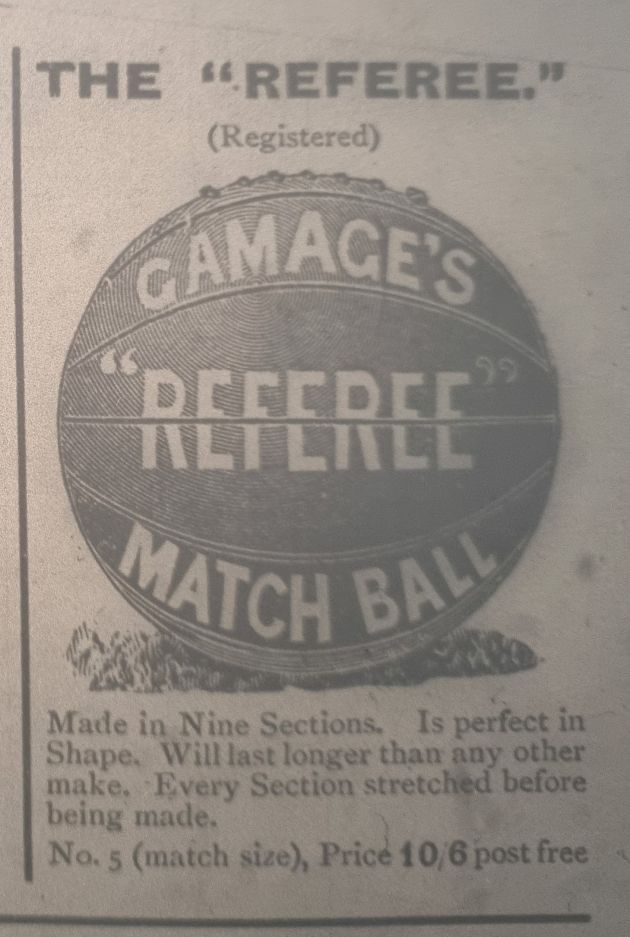 THE "REFEREE."
(Registered)
GAMAGE'S
"REFEREE"
MATCH BALL
Made in Nine Sections. Is perfect in
Shape. Will last longer than any other
make. Every Section stretched before
being made.
No. 5 (match size), Price 10/6 post free